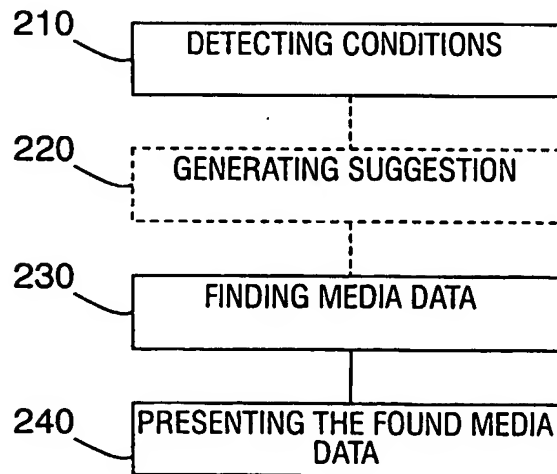 210
DETECTING CONDITIONS
220
GENERATING SUGGESTION
230
FINDING MEDIA DATA
240
PRESENTING THE FOUND MEDIA
DATA